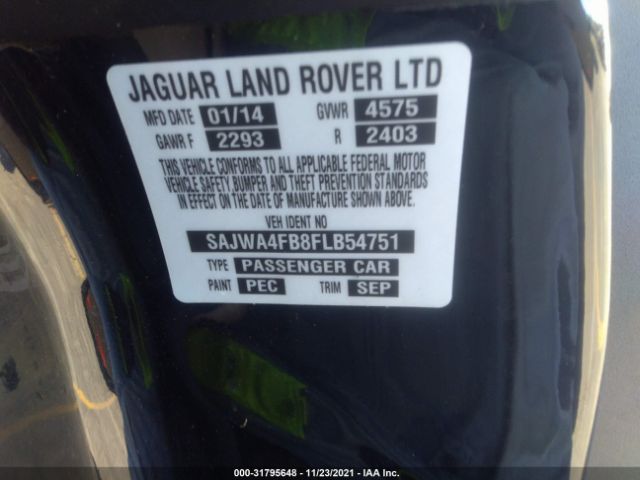 JAGUAR LAND ROVER LTD
MFD DATE 01/14 GVWR 4575
GAWR F 2293 R 2403
THIS VEHICLE CONFORMS TO ALL APPLICABLE FEDERAL MOTOR
VEHICLE SAFETY, BUMPER AND THEFT PREVENTION STANDARDS
IN EFFECT ON THE DATE OF MANUFACTURE SHOWN ABOVE.
VEH IDENT NO
SAJWA4FB8FLB54751
TYPE PASSENGER CAR
PAINT PEC TRIM SEP
000-31795648 - 11/23/2021 - IAA Inc.